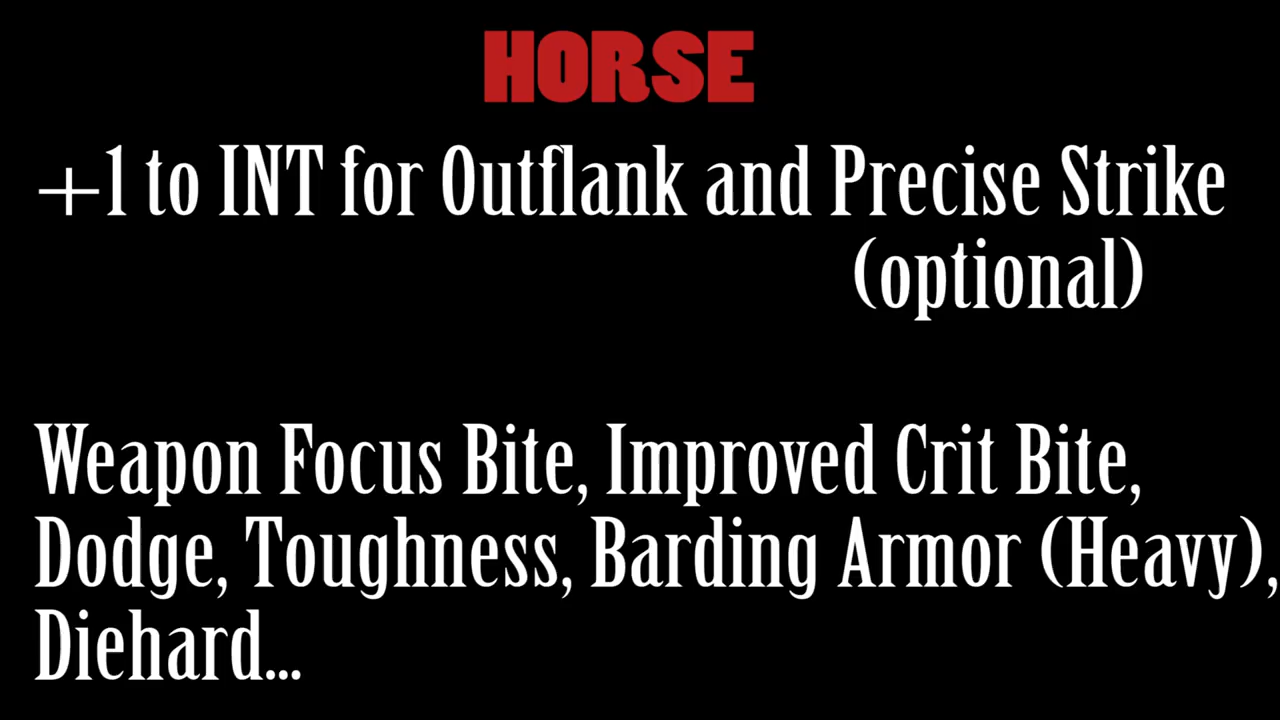 HORSE
+1 to INT for Outflank and Precise Strike
(optional)
Weapon Focus Bite, Improved Crit Bite,
Dodge, Toughness, Barding Armor (Heavy),
Diehard...